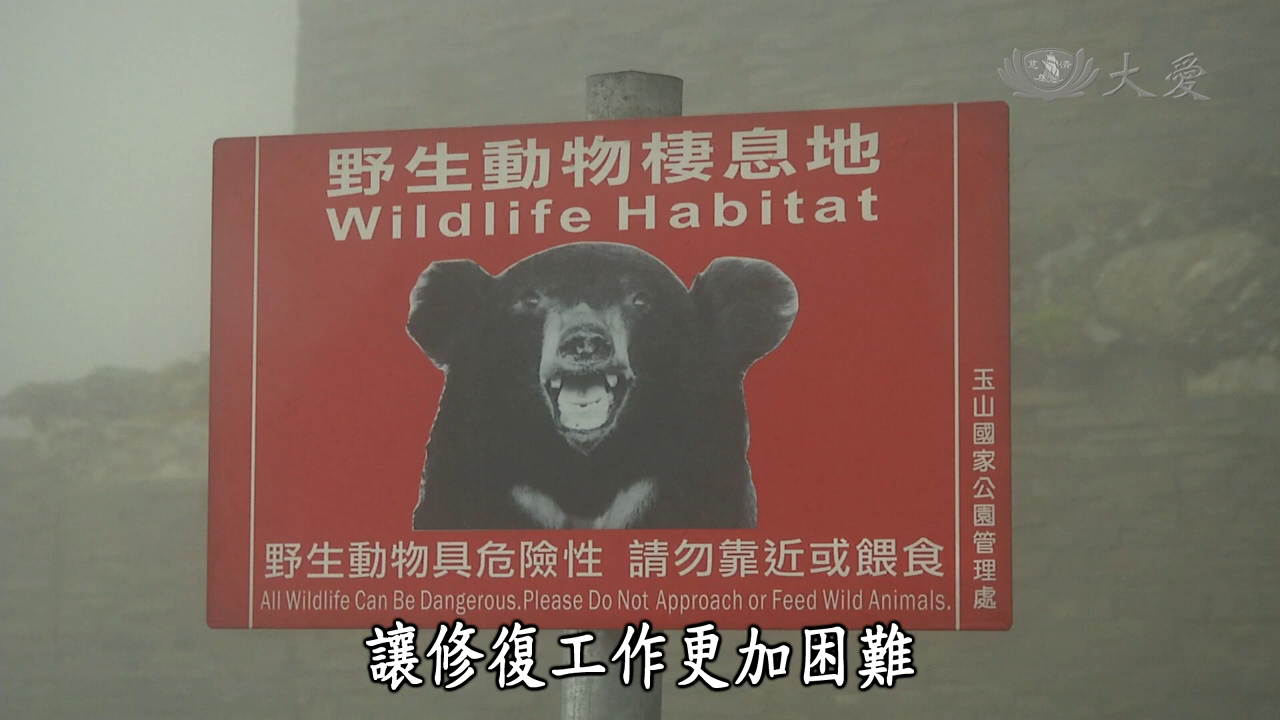 大愛
野生動物棲息地
Wildlife Habitat
玉山國家公園管理處
野生動物具危險性 請勿靠近或餵食
All Wildlife Can Be Dangerous.Please Do Not Approach or Feed Wild Animals.
讓修復工作更加困難